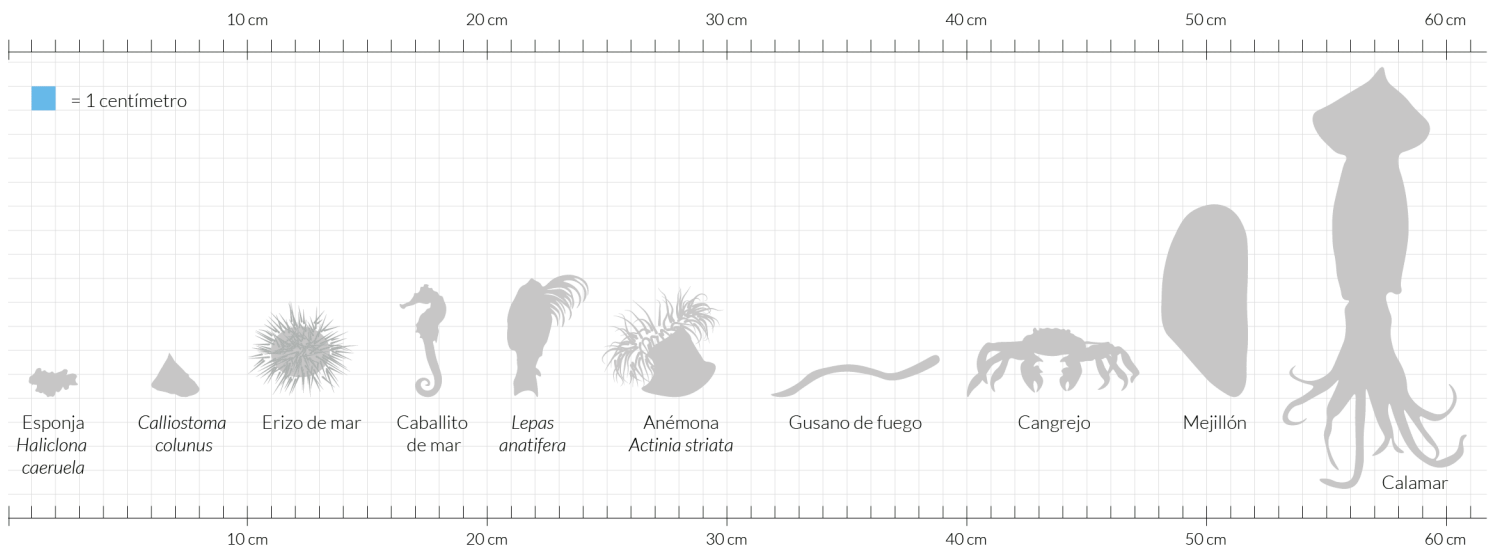 10 cm 20 cm 30 cm 40 cm 50 cm 60 cm
= 1 centímetro
Esponja
Haliclona
caeruela
Calliostoma
colunus
Erizo de mar
Caballito
de mar
Lepas
anatifera
Anémona
Actinia striata
Gusano de fuego
Cangrejo
Mejillón
Calamar
10 cm 20 cm 30 cm 40 cm 50 cm 60 cm